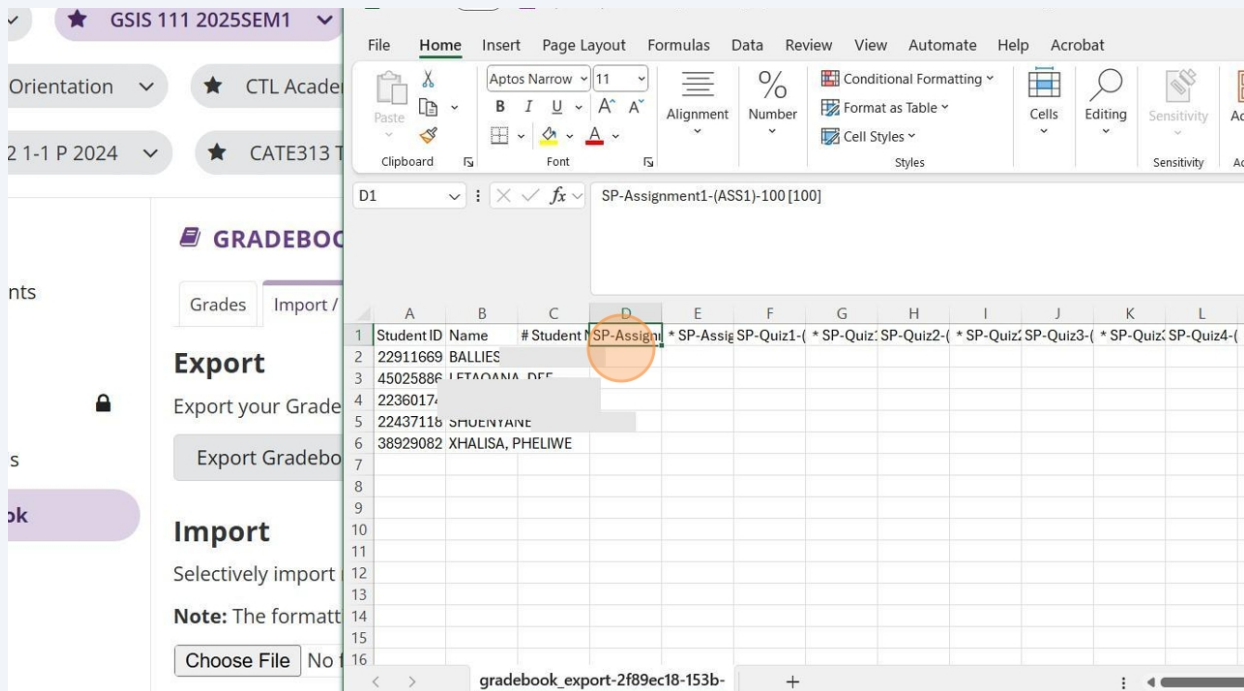 GSIS 111 2025SEM1
Orientation
CTL Acade
2 1-1 P 2024
CATE313 T
nts
s
ok
GRADEBOO
Grades
Import /
Export
Export your Grade
Export Gradebo
Import
Selectively import
Note: The formatt
Choose File No f
File Home Insert Page Layout Formulas Data Review View Automate Help Acrobat
Paste
Clipboard
Aptos Narrow 11
B I U A^ A
A
Font
Alignment
Number
Conditional Formatting
Format as Table
Cell Styles
Styles
Cells
Editing
Sensitivity
Sensitivity
D1
fx
SP-Assignment1-(ASS1)-100 [100]
A B C D E F G H I J K L
1 Student ID Name # Student N SP-Assignı * SP-Assig SP-Quiz1-( * SP-Quiz: SP-Quiz2-( * SP-Quiz: SP-Quiz3-( * SP-Quiz: SP-Quiz4-(
2 22911669 BALLIES
3 45025886
4 2236017
5 22437118 SHUENYANE
6 38929082 XHALISA, PHELIWE
7
8
9
10
11
12
13
14
15
16
gradebook_export-2f89ec18-153b-